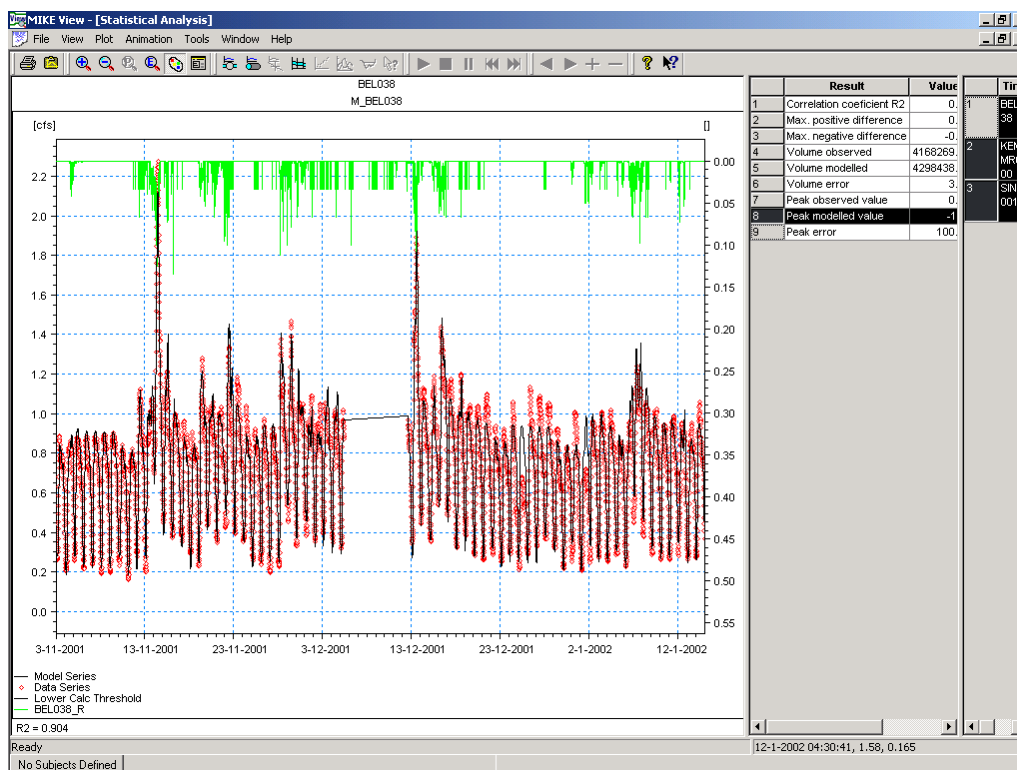 MIKE View - [Statistical Analysis]
File View Plot Animation Tools Window Help
BEL038
M_BEL038
[cfs] []
2.2
2.0
1.8
1.6
1.4
1.2
1.0
0.8
0.6
0.4
0.2
0.0
0.00
0.05
0.10
0.15
0.20
0.25
0.30
0.35
0.40
0.45
0.50
0.55
3-11-2001 13-11-2001 23-11-2001 3-12-2001 13-12-2001 23-12-2001 2-1-2002 12-1-2002
Model Series
Data Series
Lower Calc Threshold
BEL038_R
R2 = 0.904
Result Value
1 Correlation coeficient R2 0.
2 Max. positive difference 0.
3 Max. negative difference -0.
4 Volume observed 4168269.
5 Volume modelled 4298438.
6 Volume error 3.
7 Peak observed value 0.
8 Peak modelled value -1
9 Peak error 100.
Tir
1 BEL
38
2 KEM
00
3 SIN
001
Ready
12-1-2002 04:30:41, 1.58, 0.165
No Subjects Defined